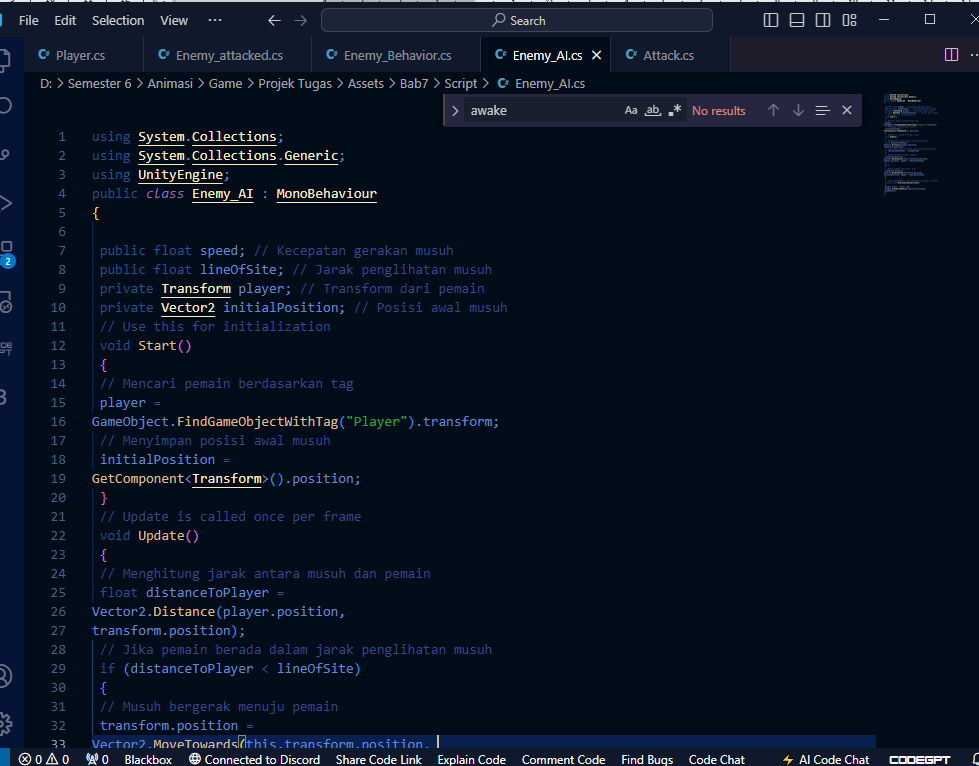 File Edit Selection View ··· Search
Player.cs Enemy_attacked.cs Enemy_Behavior.cs Enemy_AI.cs Attack.cs
D: > Semester 6 > Animasi > Game > Projek Tugas > Assets > Bab7 > Script > Enemy_AI.cs
awake Aa ab .* No results
1 using System.Collections;
2 using System.Collections.Generic;
3 using UnityEngine;
4 public class Enemy_AI : MonoBehaviour
5 {
6
7 public float speed; // Kecepatan gerakan musuh
8 public float lineOfSite; // Jarak penglihatan musuh
9 private Transform player; // Transform dari pemain
10 private Vector2 initialPosition; // Posisi awal musuh
11 // Use this for initialization
12 void Start()
13 {
14 // Mencari pemain berdasarkan tag
15 player =
16 GameObject.FindGameObjectWithTag("Player").transform;
17 // Menyimpan posisi awal musuh
18 initialPosition =
19 GetComponent<Transform>().position;
20 }
21 // Update is called once per frame
22 void Update()
23 {
24 // Menghitung jarak antara musuh dan pemain
25 float distanceToPlayer =
26 Vector2.Distance(player.position,
27 transform.position);
28 // Jika pemain berada dalam jarak penglihatan musuh
29 if (distanceToPlayer < lineOfSite)
30 {
31 // Musuh bergerak menuju pemain
32 transform.position =
33 Vector2.MoveTowards(this.transform.position,
2
0 0 0 Blackbox Connected to Discord Share Code Link Explain Code Comment Code Find Bugs Code Chat AI Code Chat CODEGPT